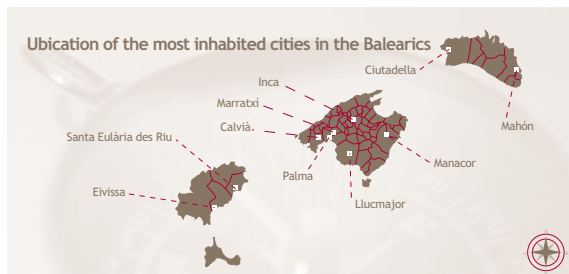 Ubication of the most inhabited cities in the Balearics
Ciutadella
Inca
Marratxí
Calvià.
Mahón
Santa Eulària des Riu
Manacor
Palma
Eivissa
Llucmajor